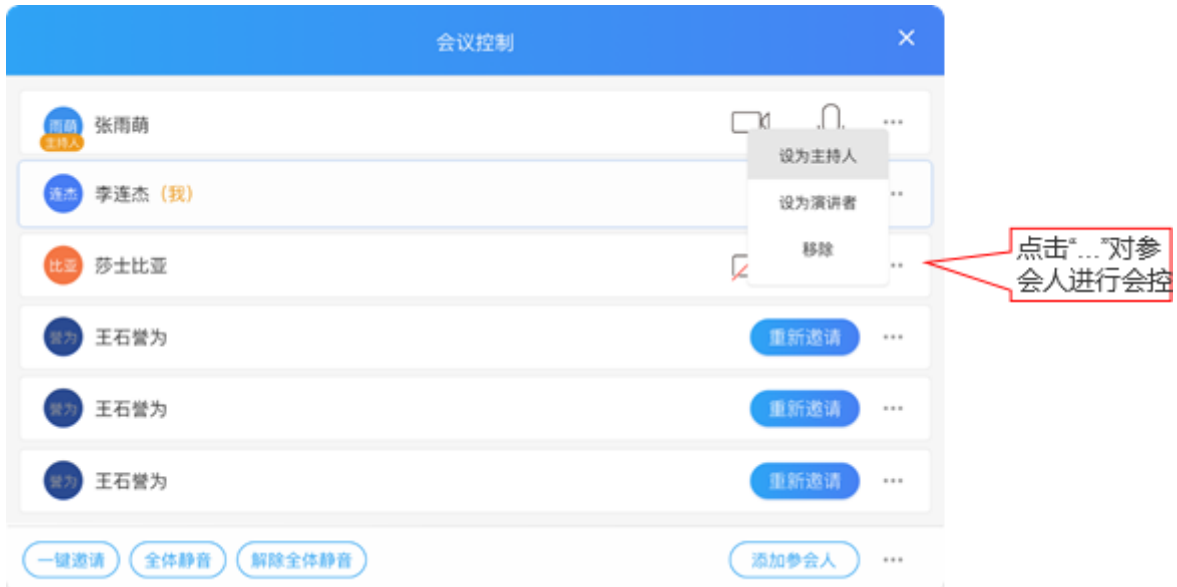 会议控制
雨萌
主持人
张雨萌
设为主持人
连杰
李连杰（我）
设为演讲者
移除
比亚
莎士比亚
点击“...”对参
会人进行会控
誉为
王石誉为
重新邀请
誉为
王石誉为
重新邀请
誉为
王石誉为
重新邀请
一键邀请
全体静音
解除全体静音
添加参会人